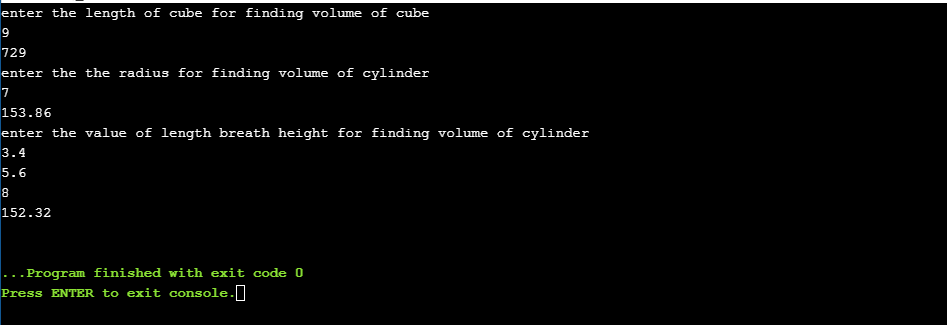 enter the length of cube for finding volume of cube
9
729
enter the the radius for finding volume of cylinder
7
153.86
enter the value of length breath height for finding volume of cylinder
3.4
5.6
8
152.32
...Program finished with exit code 0
Press ENTER to exit console.